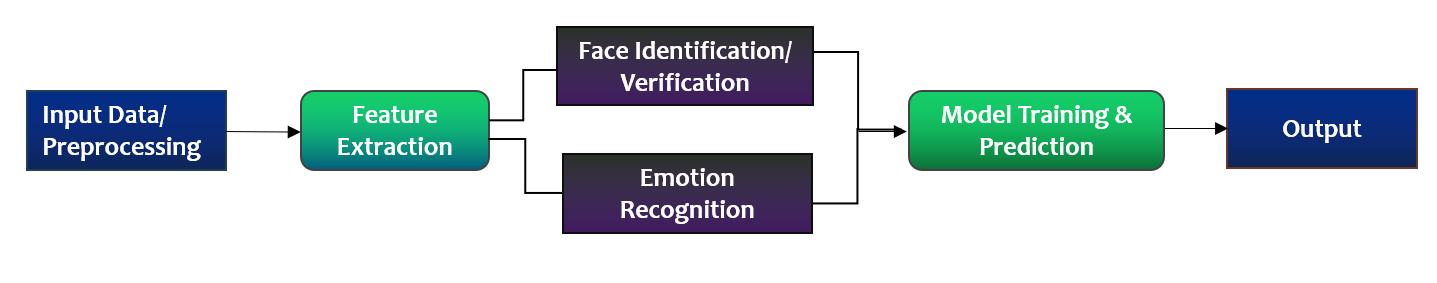 Input Data/
Preprocessing
Feature
Extraction
Face Identification/
Verification
Emotion
Recognition
Model Training &
Prediction
Output